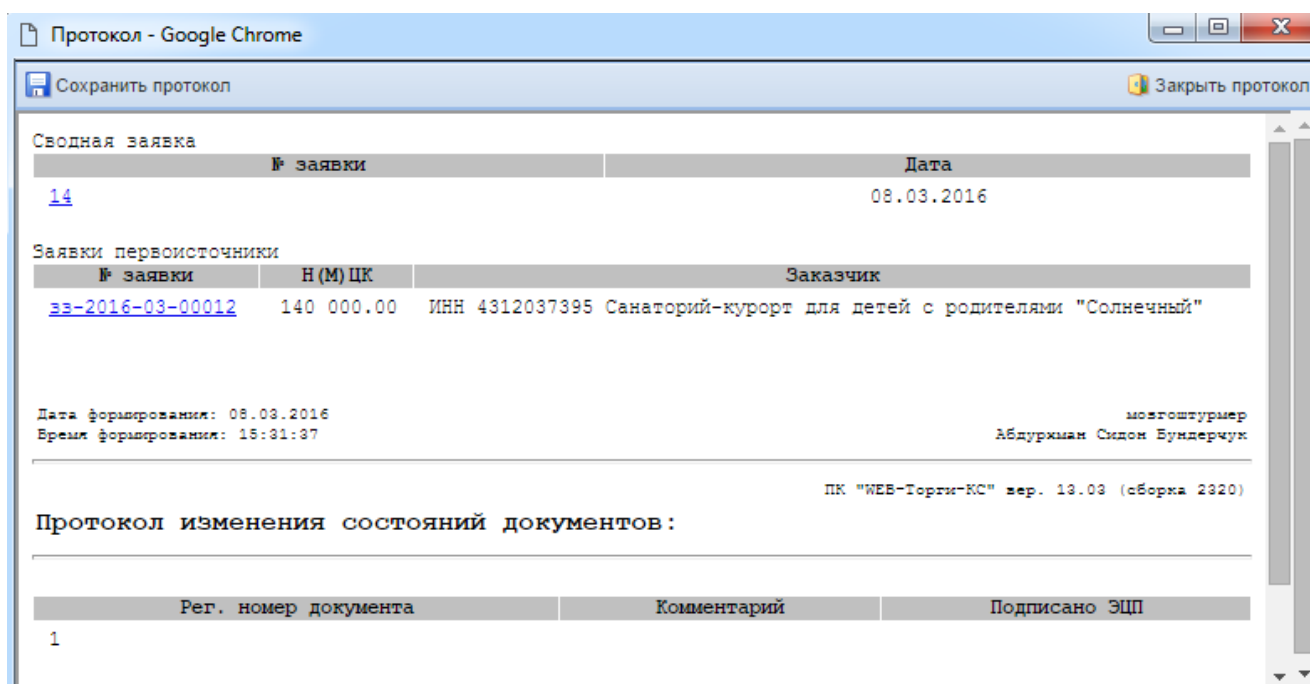 Протокол - Google Chrome
Сохранить протокол Закрыть протокол
Сводная заявка
№ заявки Дата
14 08.03.2016
Заявки первоисточники
№ заявки Н(М)ЦК Заказчик
зз-2016-03-00012 140 000.00 ИНН 4312037395 Санаторий-курорт для детей с родителями "Солнечный"
Дата формирования: 08.03.2016 мозгоштурмер
Время формирования: 15:31:37 Абдурхман Сидон Бундерчук
ПК "WEB-Торги-КС" вер. 13.03 (сборка 2320)
Протокол изменения состояний документов:
Рег. номер документа Комментарий Подписано ЭЦП
1